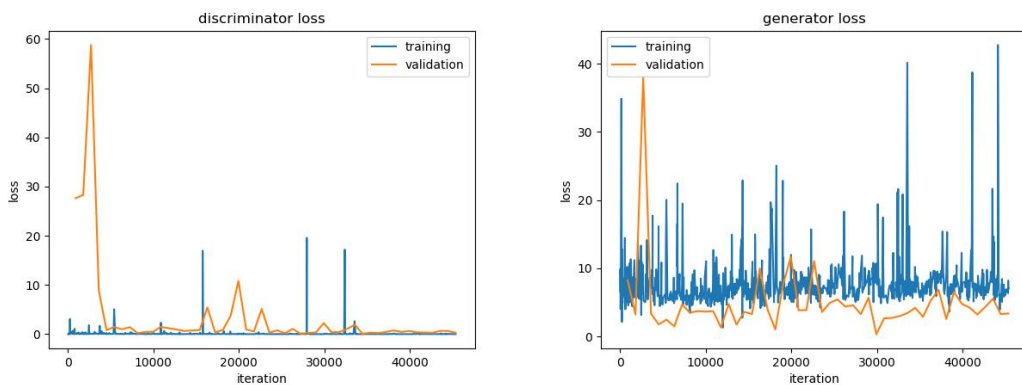 discriminator loss
60
50
40
30
20
10
0
loss
training
validation
0
10000
20000
30000
40000
iteration
generator loss
40
30
20
10
0
loss
training
validation
0
10000
20000
30000
40000
iteration